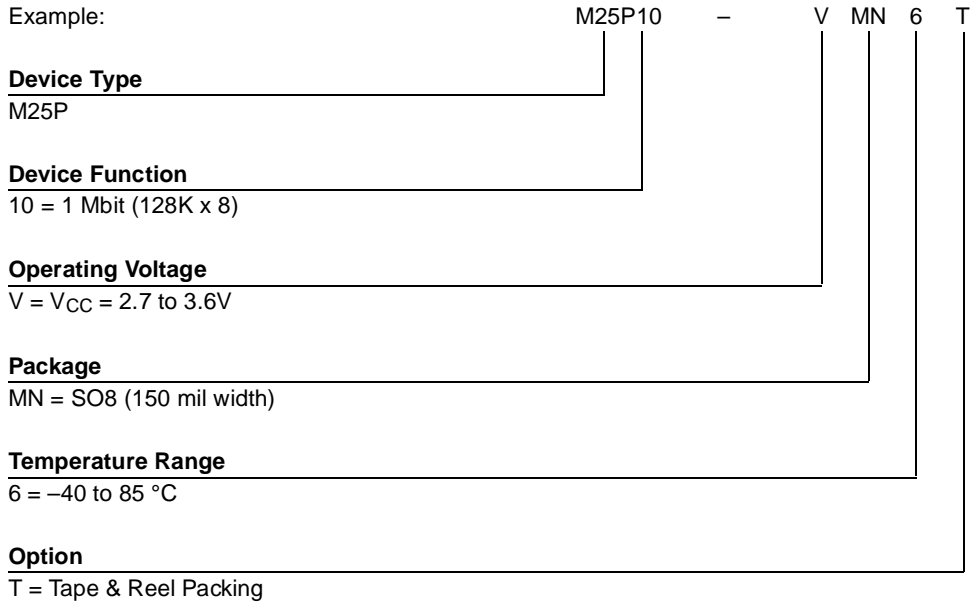 Example: M25P10 – V MN 6 T
Device Type
M25P
Device Function
10 = 1 Mbit (128K x 8)
Operating Voltage
V = VCC = 2.7 to 3.6V
Package
MN = SO8 (150 mil width)
Temperature Range
6 = –40 to 85 °C
Option
T = Tape & Reel Packing